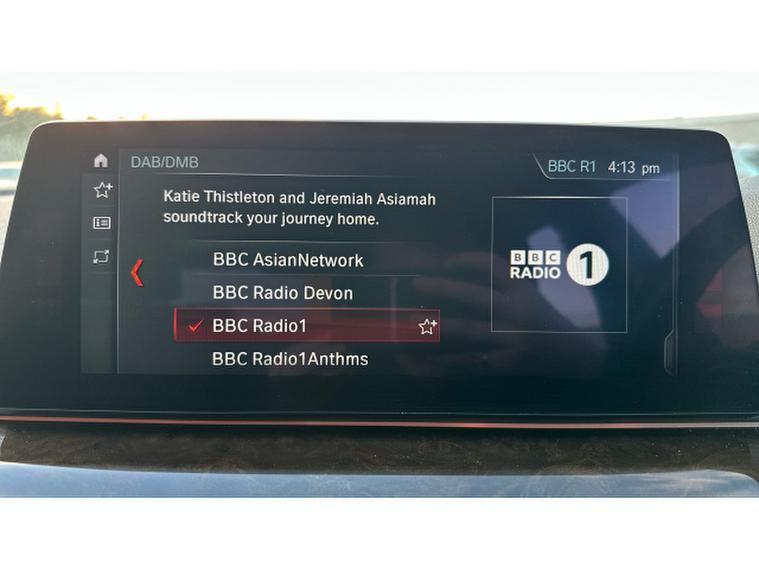 DAB/DMB
BBC R1 4:13 pm
Katie Thistleton and Jeremiah Asiamah
soundtrack your journey home.
BBC AsianNetwork
BBC Radio Devon
BBC Radio1
BBC Radio1Anthms
BBC
RADIO 1